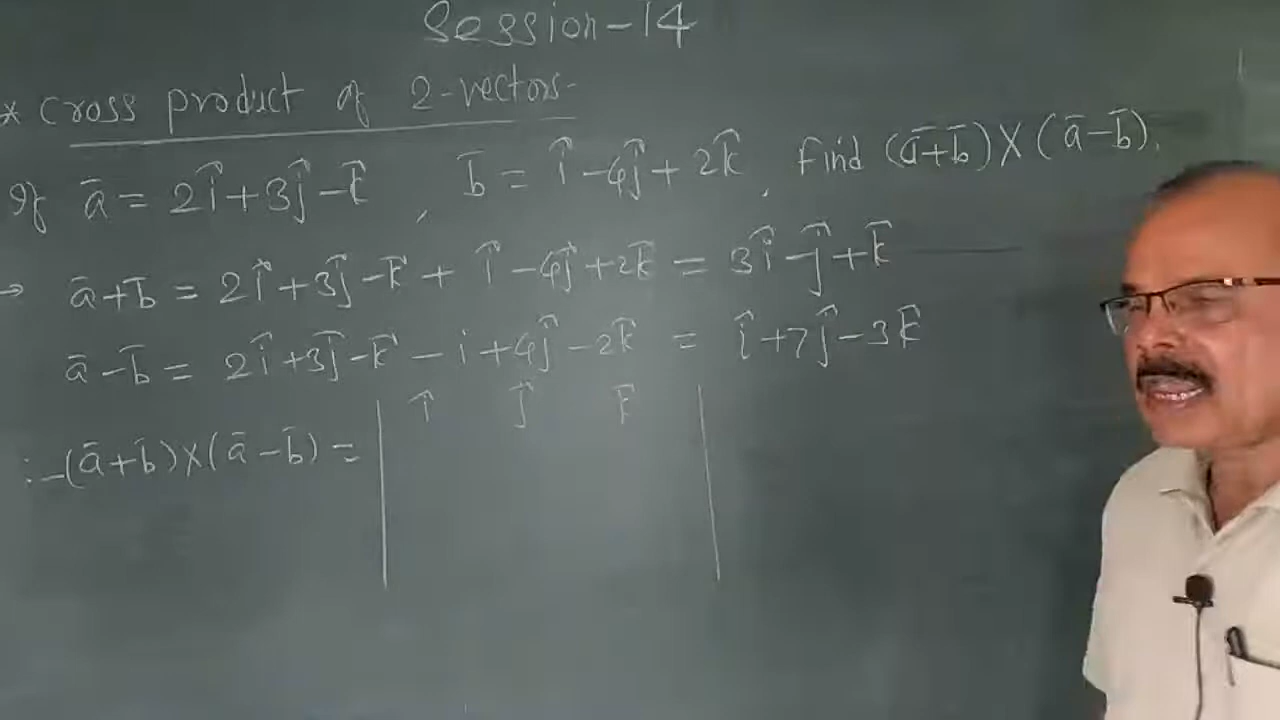 Session-14
* Cross product of 2-vectors-
If ā = 2î+3ĵ-k̂ , b̄ = î-4ĵ+2k̂ , Find (ā+b̄)X(ā-b̄).
→ ā+b̄ = 2î+3ĵ-k̂ + î-4ĵ+2k̂ = 3î-ĵ+k̂
ā-b̄ = 2î+3ĵ-k̂ - i+4ĵ-2k̂ = î+7ĵ-3k̂
î ĵ k̂
:-(ā+b̄)X(ā-b̄) = | |